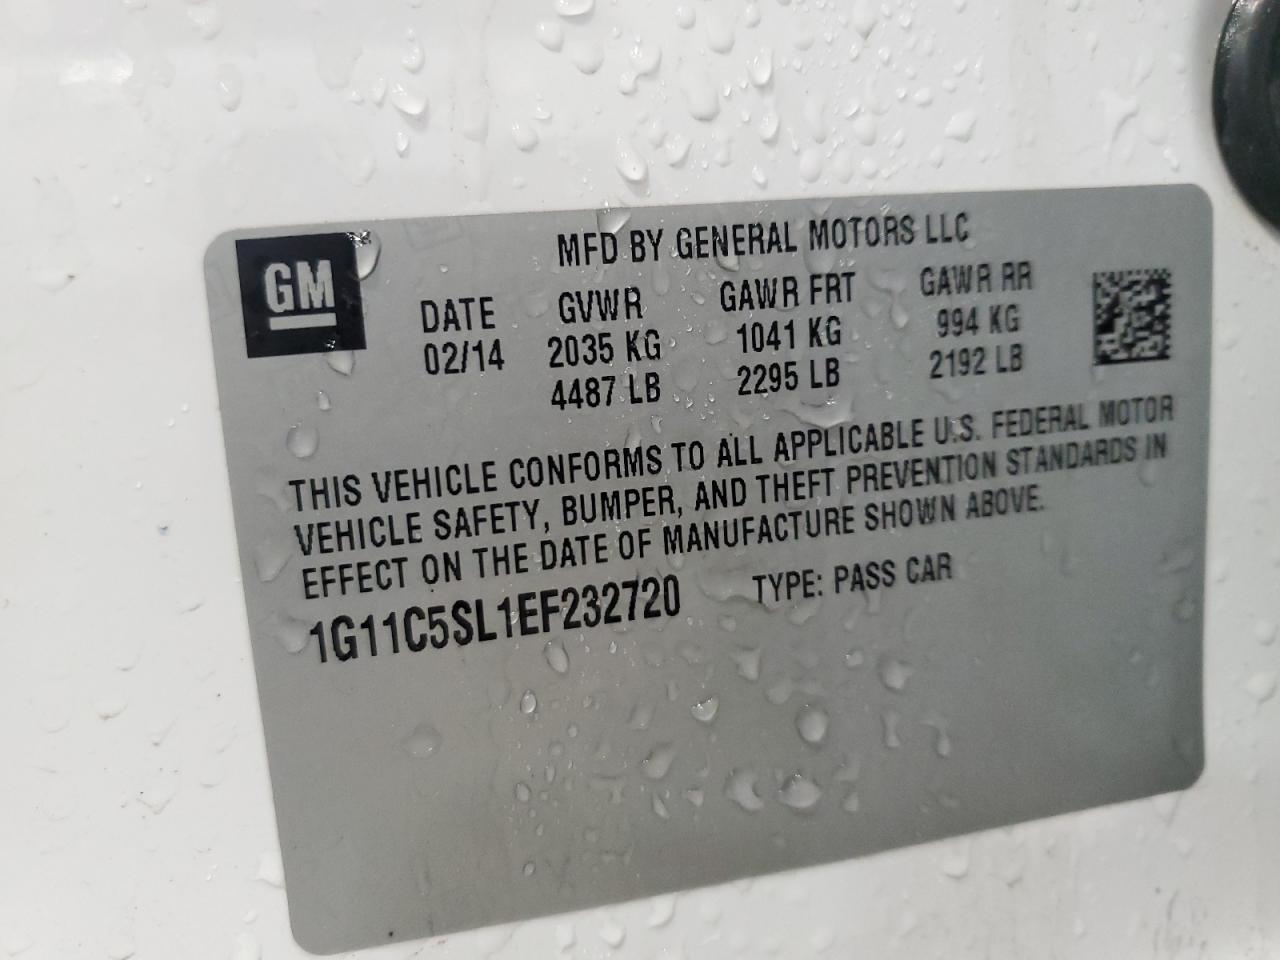 GM
MFD BY GENERAL MOTORS LLC
DATE GVWR GAWR FRT GAWR RR
02/14 2035 KG 1041 KG 994 KG
4487 LB 2295 LB 2192 LB
THIS VEHICLE CONFORMS TO ALL APPLICABLE U.S. FEDERAL MOTOR
VEHICLE SAFETY, BUMPER, AND THEFT PREVENTION STANDARDS IN
EFFECT ON THE DATE OF MANUFACTURE SHOWN ABOVE.
1G11C5SL1EF232720 TYPE: PASS CAR